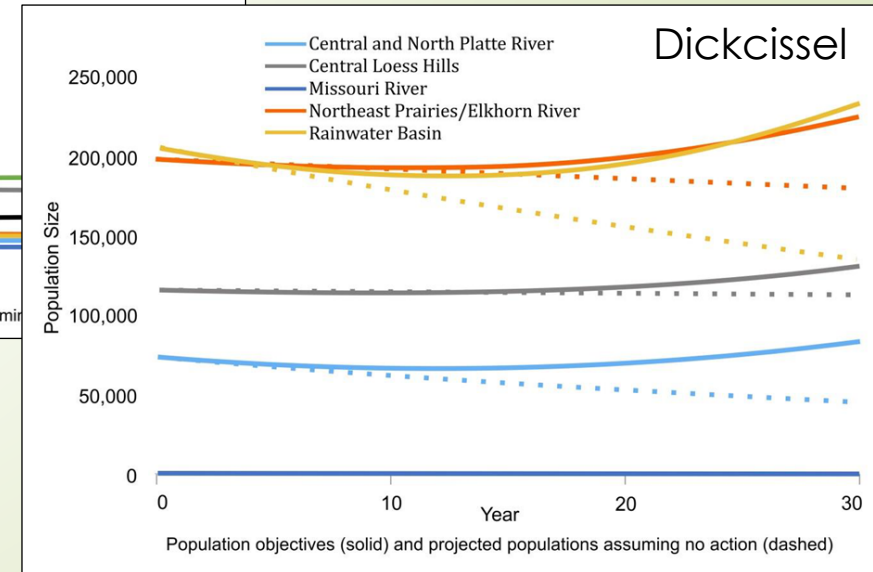 Dickcissel
Central and North Platte River
Central Loess Hills
Missouri River
Northeast Prairies/Elkhorn River
Rainwater Basin
250,000
200,000
150,000
100,000
50,000
0
Population Size
0 10 20 30
Year
Population objectives (solid) and projected populations assuming no action (dashed)